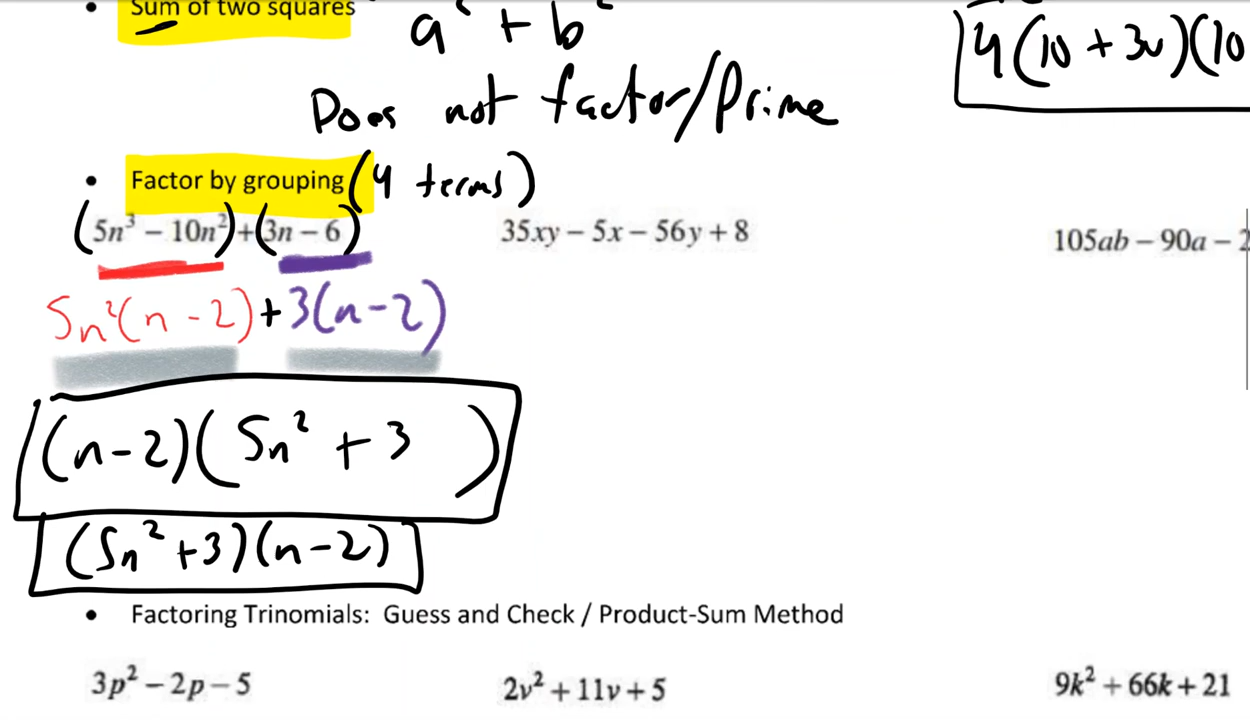 • Sum of two squares a² + b²
4(10 + 3v)(10
Does not factor/Prime
• Factor by grouping (4 terms)
(5n³ − 10n²)+(3n − 6) 35xy − 5x − 56y + 8 105ab − 90a − 2
5n²(n − 2) + 3(n − 2)
(n − 2)(5n² + 3 )
(5n² + 3)(n − 2)
• Factoring Trinomials: Guess and Check / Product-Sum Method
3p² − 2p − 5 2v² + 11v + 5 9k² + 66k + 21